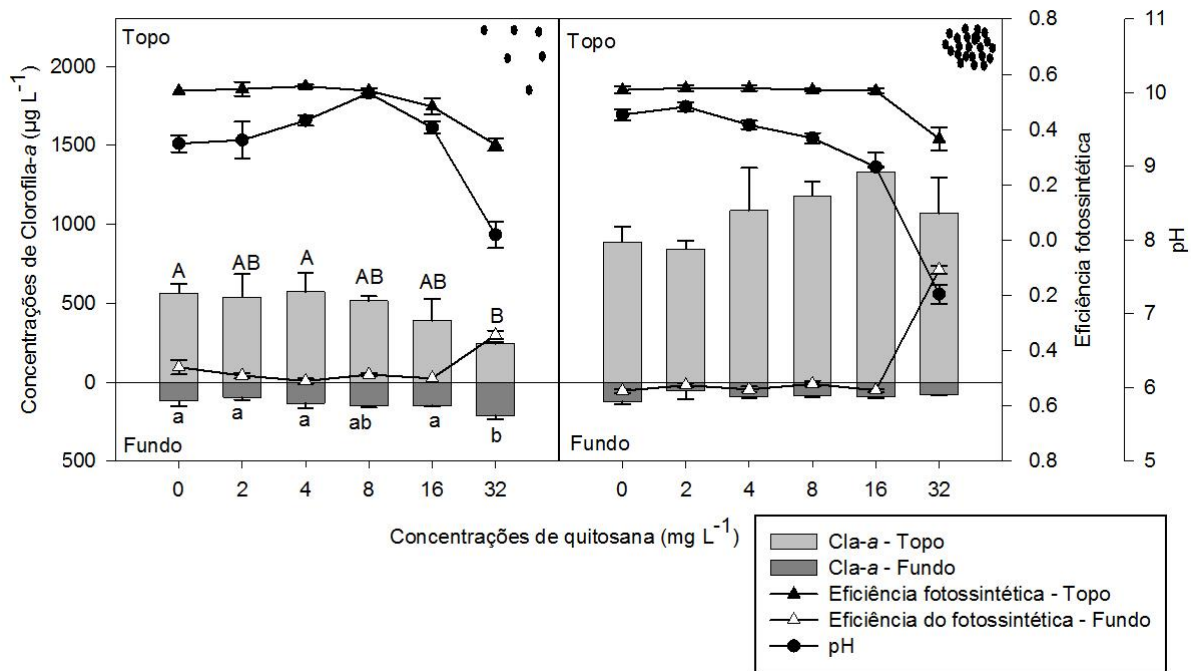 Topo
Topo
Concentrações de Clorofila-a (µg L-1)
2000
1500
1000
500
0
500
A
AB
A
AB
AB
B
a
a
a
ab
a
b
Fundo
Fundo
0 2 4 8 16 32
0 2 4 8 16 32
Concentrações de quitosana (mg L-1)
0.8
0.6
0.4
0.2
0.0
0.2
0.4
0.6
0.8
Eficiência fotossintética
11
10
9
8
7
6
5
pH
Cla-a - Topo
Cla-a - Fundo
Eficiência fotossintética - Topo
Eficiência do fotossintética - Fundo
pH